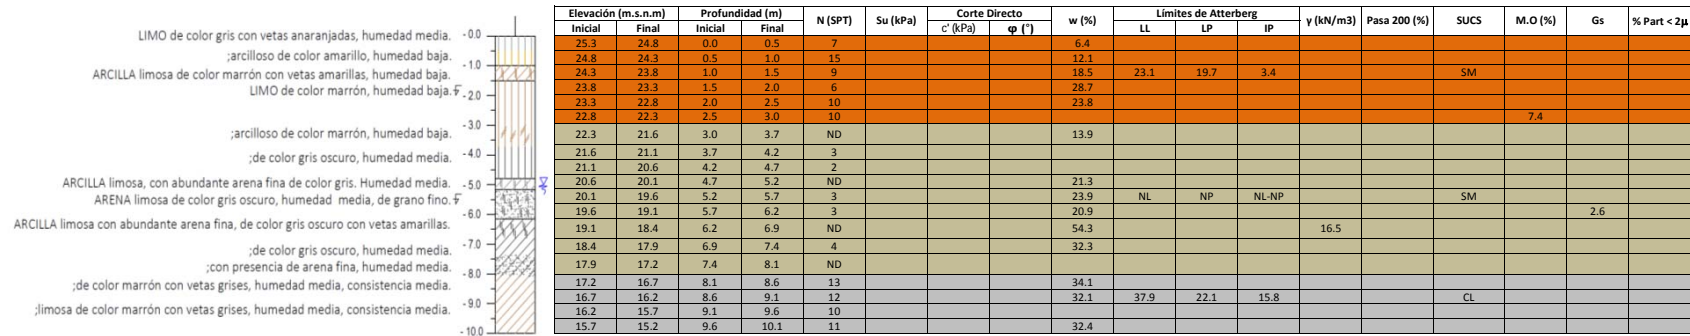 LIMO de color gris con vetas anaranjadas, humedad media. - 0.0
;arcilloso de color amarillo, humedad baja.
- 1.0
ARCILLA limosa de color marrón con vetas amarillas, humedad baja.
LIMO de color marrón, humedad baja.
- 2.0
- 3.0
;arcilloso de color marrón, humedad baja.
- 4.0
;de color gris oscuro, humedad media.
ARCILLA limosa, con abundante arena fina de color gris. Humedad media. - 5.0
ARENA limosa de color gris oscuro, humedad media, de grano fino.
- 6.0
ARCILLA limosa con abundante arena fina, de color gris oscuro con vetas amarillas.
- 7.0
;de color gris oscuro, humedad media.
;con presencia de arena fina, humedad media.
- 8.0
;de color marrón con vetas grises, humedad media, consistencia media.
- 9.0
;limosa de color marrón con vetas grises, humedad media, consistencia media.
- 10.0
Elevación (m.s.n.m) Profundidad (m) N (SPT) Su (kPa) Corte Directo w (%) Límites de Atterberg γ (kN/m3) Pasa 200 (%) SUCS M.O (%) Gs % Part < 2µ
Inicial Final Inicial Final c' (kPa) φ (°) LL LP IP
25.3 24.8 0.0 0.5 7 6.4
24.8 24.3 0.5 1.0 15 12.1
24.3 23.8 1.0 1.5 9 18.5 23.1 19.7 3.4 SM
23.8 23.3 1.5 2.0 6 28.7
23.3 22.8 2.0 2.5 10 23.8
22.8 22.3 2.5 3.0 10 7.4
22.3 21.6 3.0 3.7 ND 13.9
21.6 21.1 3.7 4.2 3
21.1 20.6 4.2 4.7 2
20.6 20.1 4.7 5.2 ND 21.3
20.1 19.6 5.2 5.7 3 23.9 NL NP NL-NP SM
19.6 19.1 5.7 6.2 3 20.9 2.6
19.1 18.4 6.2 6.9 ND 54.3 16.5
18.4 17.9 6.9 7.4 4 32.3
17.9 17.2 7.4 8.1 ND
17.2 16.7 8.1 8.6 13 34.1
16.7 16.2 8.6 9.1 12 32.1 37.9 22.1 15.8 CL
16.2 15.7 9.1 9.6 10
15.7 15.2 9.6 10.1 11 32.4